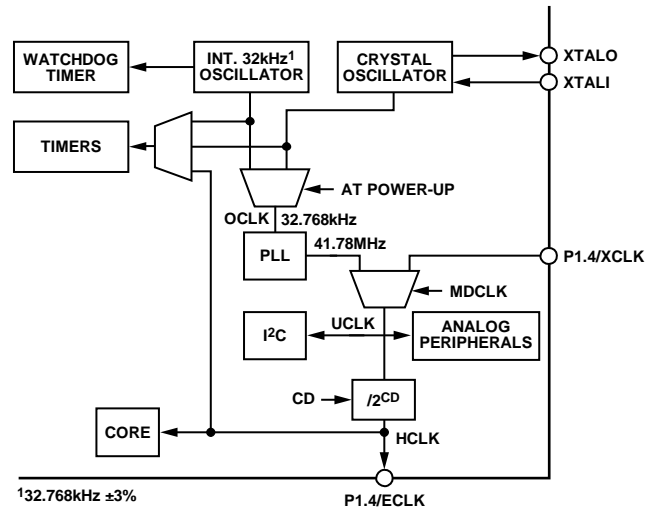 WATCHDOG
TIMER
INT. 32kHz¹
OSCILLATOR
CRYSTAL
OSCILLATOR
XTALO
XTALI
TIMERS
AT POWER-UP
OCLK
32.768kHz
PLL
41.78MHz
P1.4/XCLK
MDCLK
I²C
UCLK
ANALOG
PERIPHERALS
CD
/2ᶜᴰ
CORE
HCLK
¹32.768kHz ±3%
P1.4/ECLK